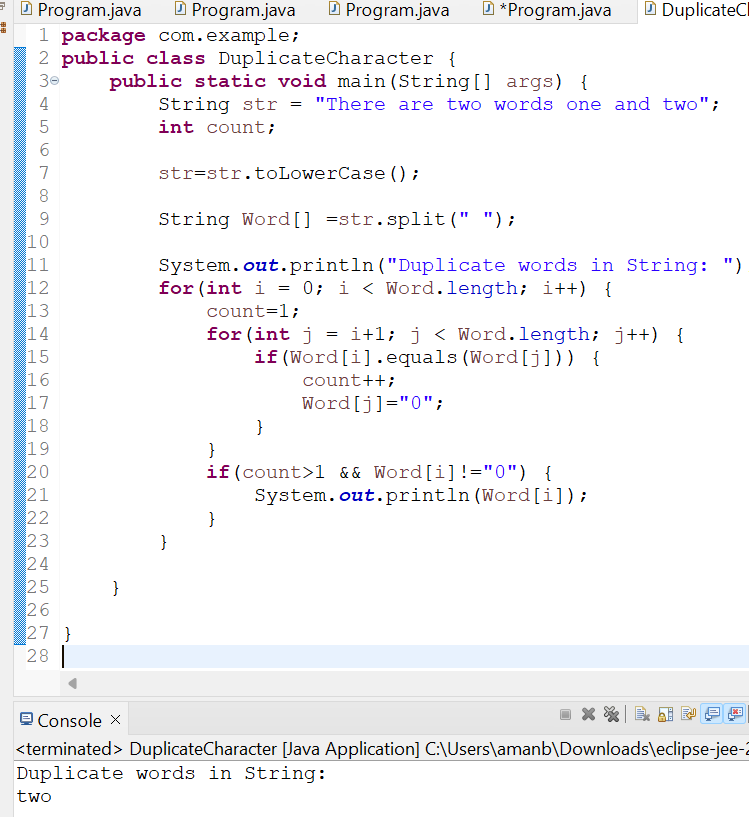 Program.java Program.java Program.java *Program.java DuplicateC
1 package com.example;
2 public class DuplicateCharacter {
3 public static void main(String[] args) {
4 String str = "There are two words one and two";
5 int count;
6
7 str=str.toLowerCase();
8
9 String Word[] =str.split(" ");
10
11 System.out.println("Duplicate words in String: ")
12 for(int i = 0; i < Word.length; i++) {
13 count=1;
14 for(int j = i+1; j < Word.length; j++) {
15 if(Word[i].equals(Word[j])) {
16 count++;
17 Word[j]="0";
18 }
19 }
20 if(count>1 && Word[i]!="0") {
21 System.out.println(Word[i]);
22 }
23 }
24
25 }
26
27 }
28
Console
<terminated> DuplicateCharacter [Java Application] C:\Users\amanb\Downloads\eclipse-jee-2
Duplicate words in String:
two